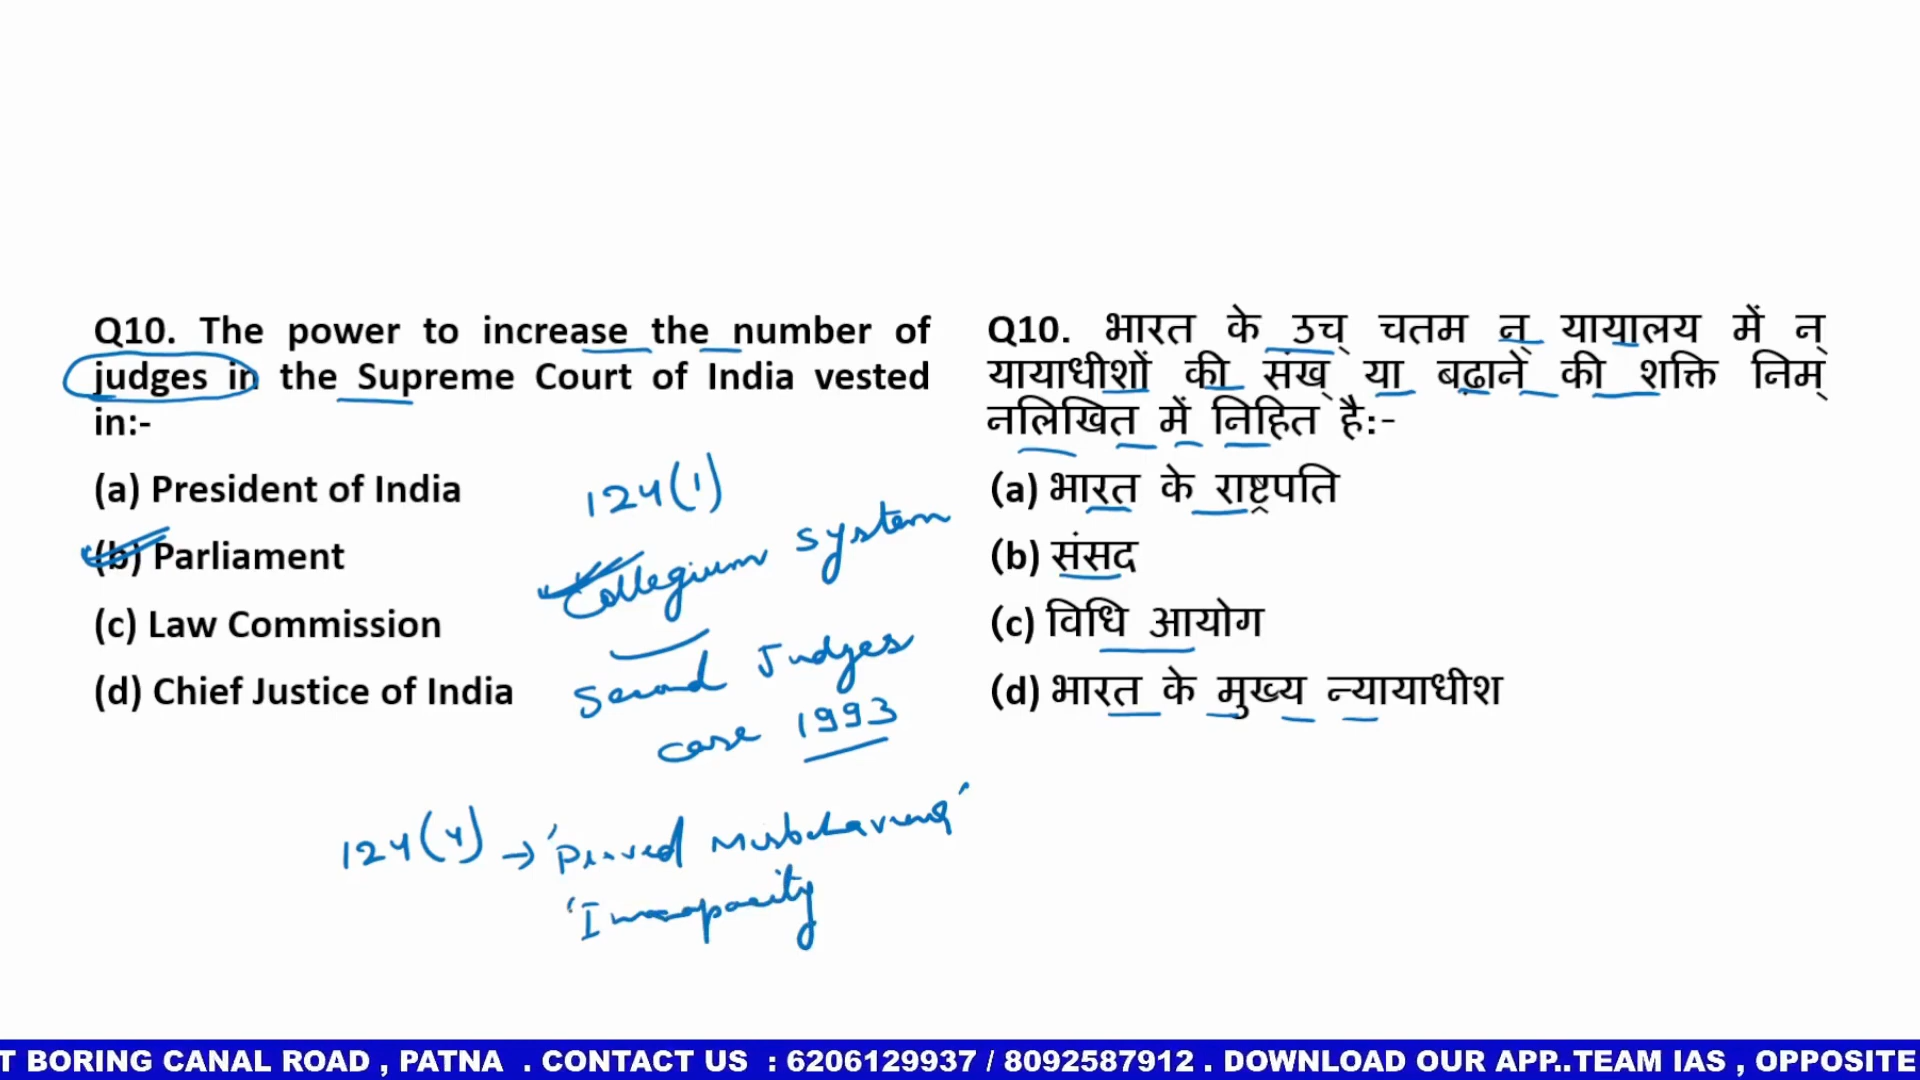 Q10. The power to increase the number of
judges in the Supreme Court of India vested
in:-
(a) President of India
(b) Parliament
(c) Law Commission
(d) Chief Justice of India
124(1)
Collegium system
Second Judges
case 1993
124(4) → 'Proved Misbehaviour'
'Incapacity
Q10. भारत के उच् चतम न् यायालय में न्
यायाधीशों की संख् या बढ़ाने की शक्ति निम्
नलिखित में निहित है:-
(a) भारत के राष्ट्रपति
(b) संसद
(c) विधि आयोग
(d) भारत के मुख्य न्यायाधीश
T BORING CANAL ROAD , PATNA . CONTACT US : 6206129937 / 8092587912 . DOWNLOAD OUR APP..TEAM IAS , OPPOSITE